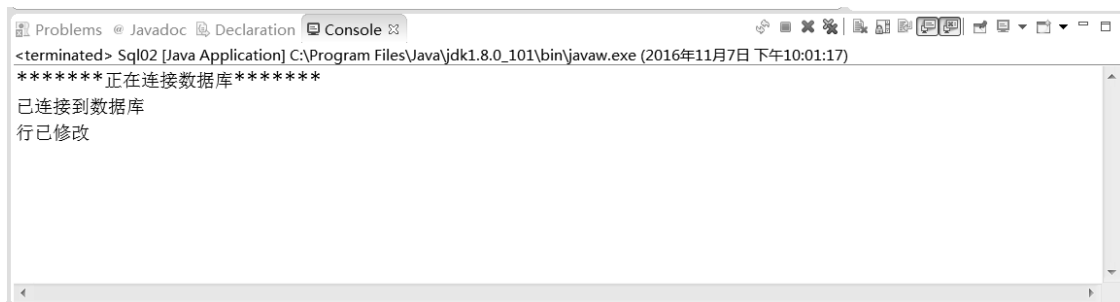 Problems @ Javadoc Declaration Console
<terminated> Sql02 [Java Application] C:\Program Files\Java\jdk1.8.0_101\bin\javaw.exe (2016年11月7日 下午10:01:17)
*******正在连接数据库*******
已连接到数据库
行已修改